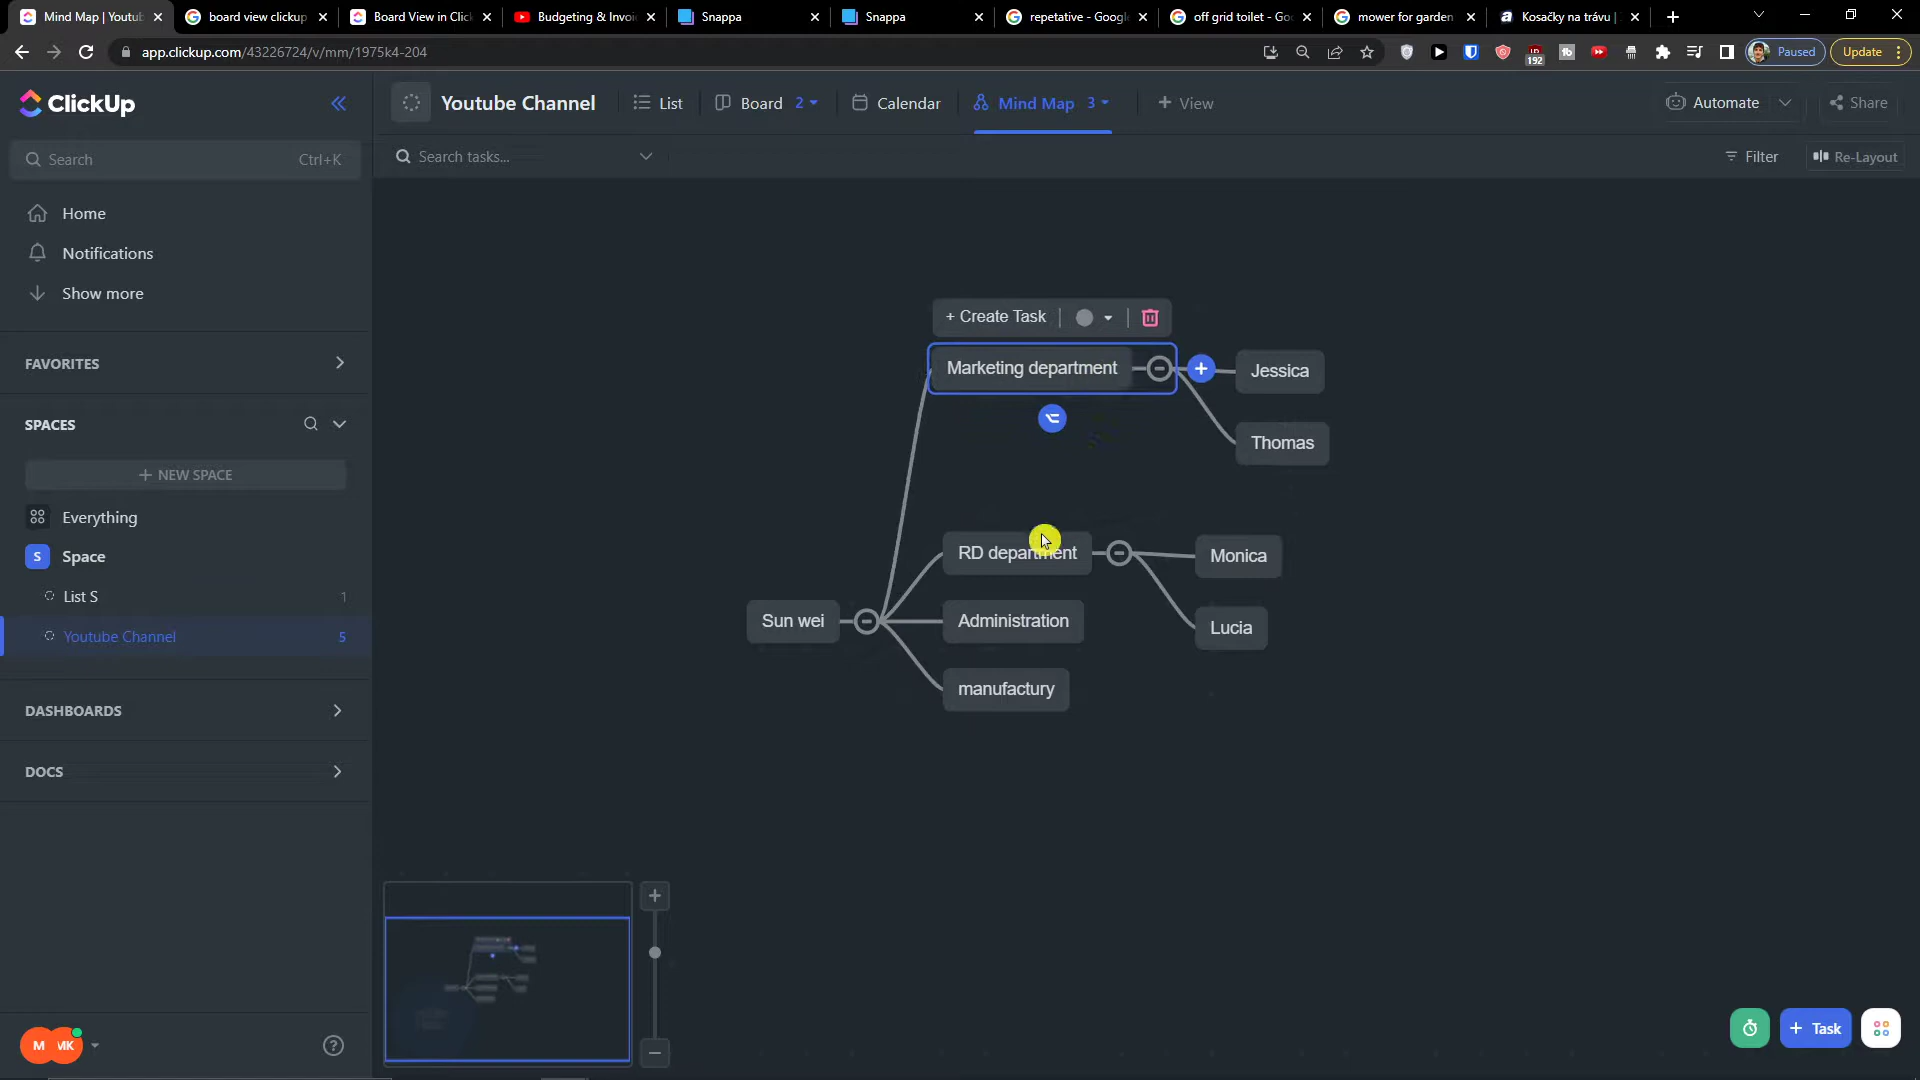 Mind Map | Youtub
board view clickup
Board View in Click
Budgeting & Invoi
Snappa
Snappa
repetative - Google
off grid toilet - Go
mower for garden
Kosačky na trávu |
app.clickup.com/43226724/v/mm/1975k4-204
192
Paused
Update
ClickUp
Youtube Channel
List
Board 2
Calendar
Mind Map 3
+ View
Automate
Share
Search Ctrl+K
Search tasks...
Filter
Re-Layout
Home
Notifications
Show more
FAVORITES
SPACES
+ NEW SPACE
Everything
S Space
List S 1
Youtube Channel 5
DASHBOARDS
DOCS
M MK
+ Create Task
Marketing department
Jessica
Thomas
RD department
Monica
Sun wei
Administration
Lucia
manufactury
+ Task